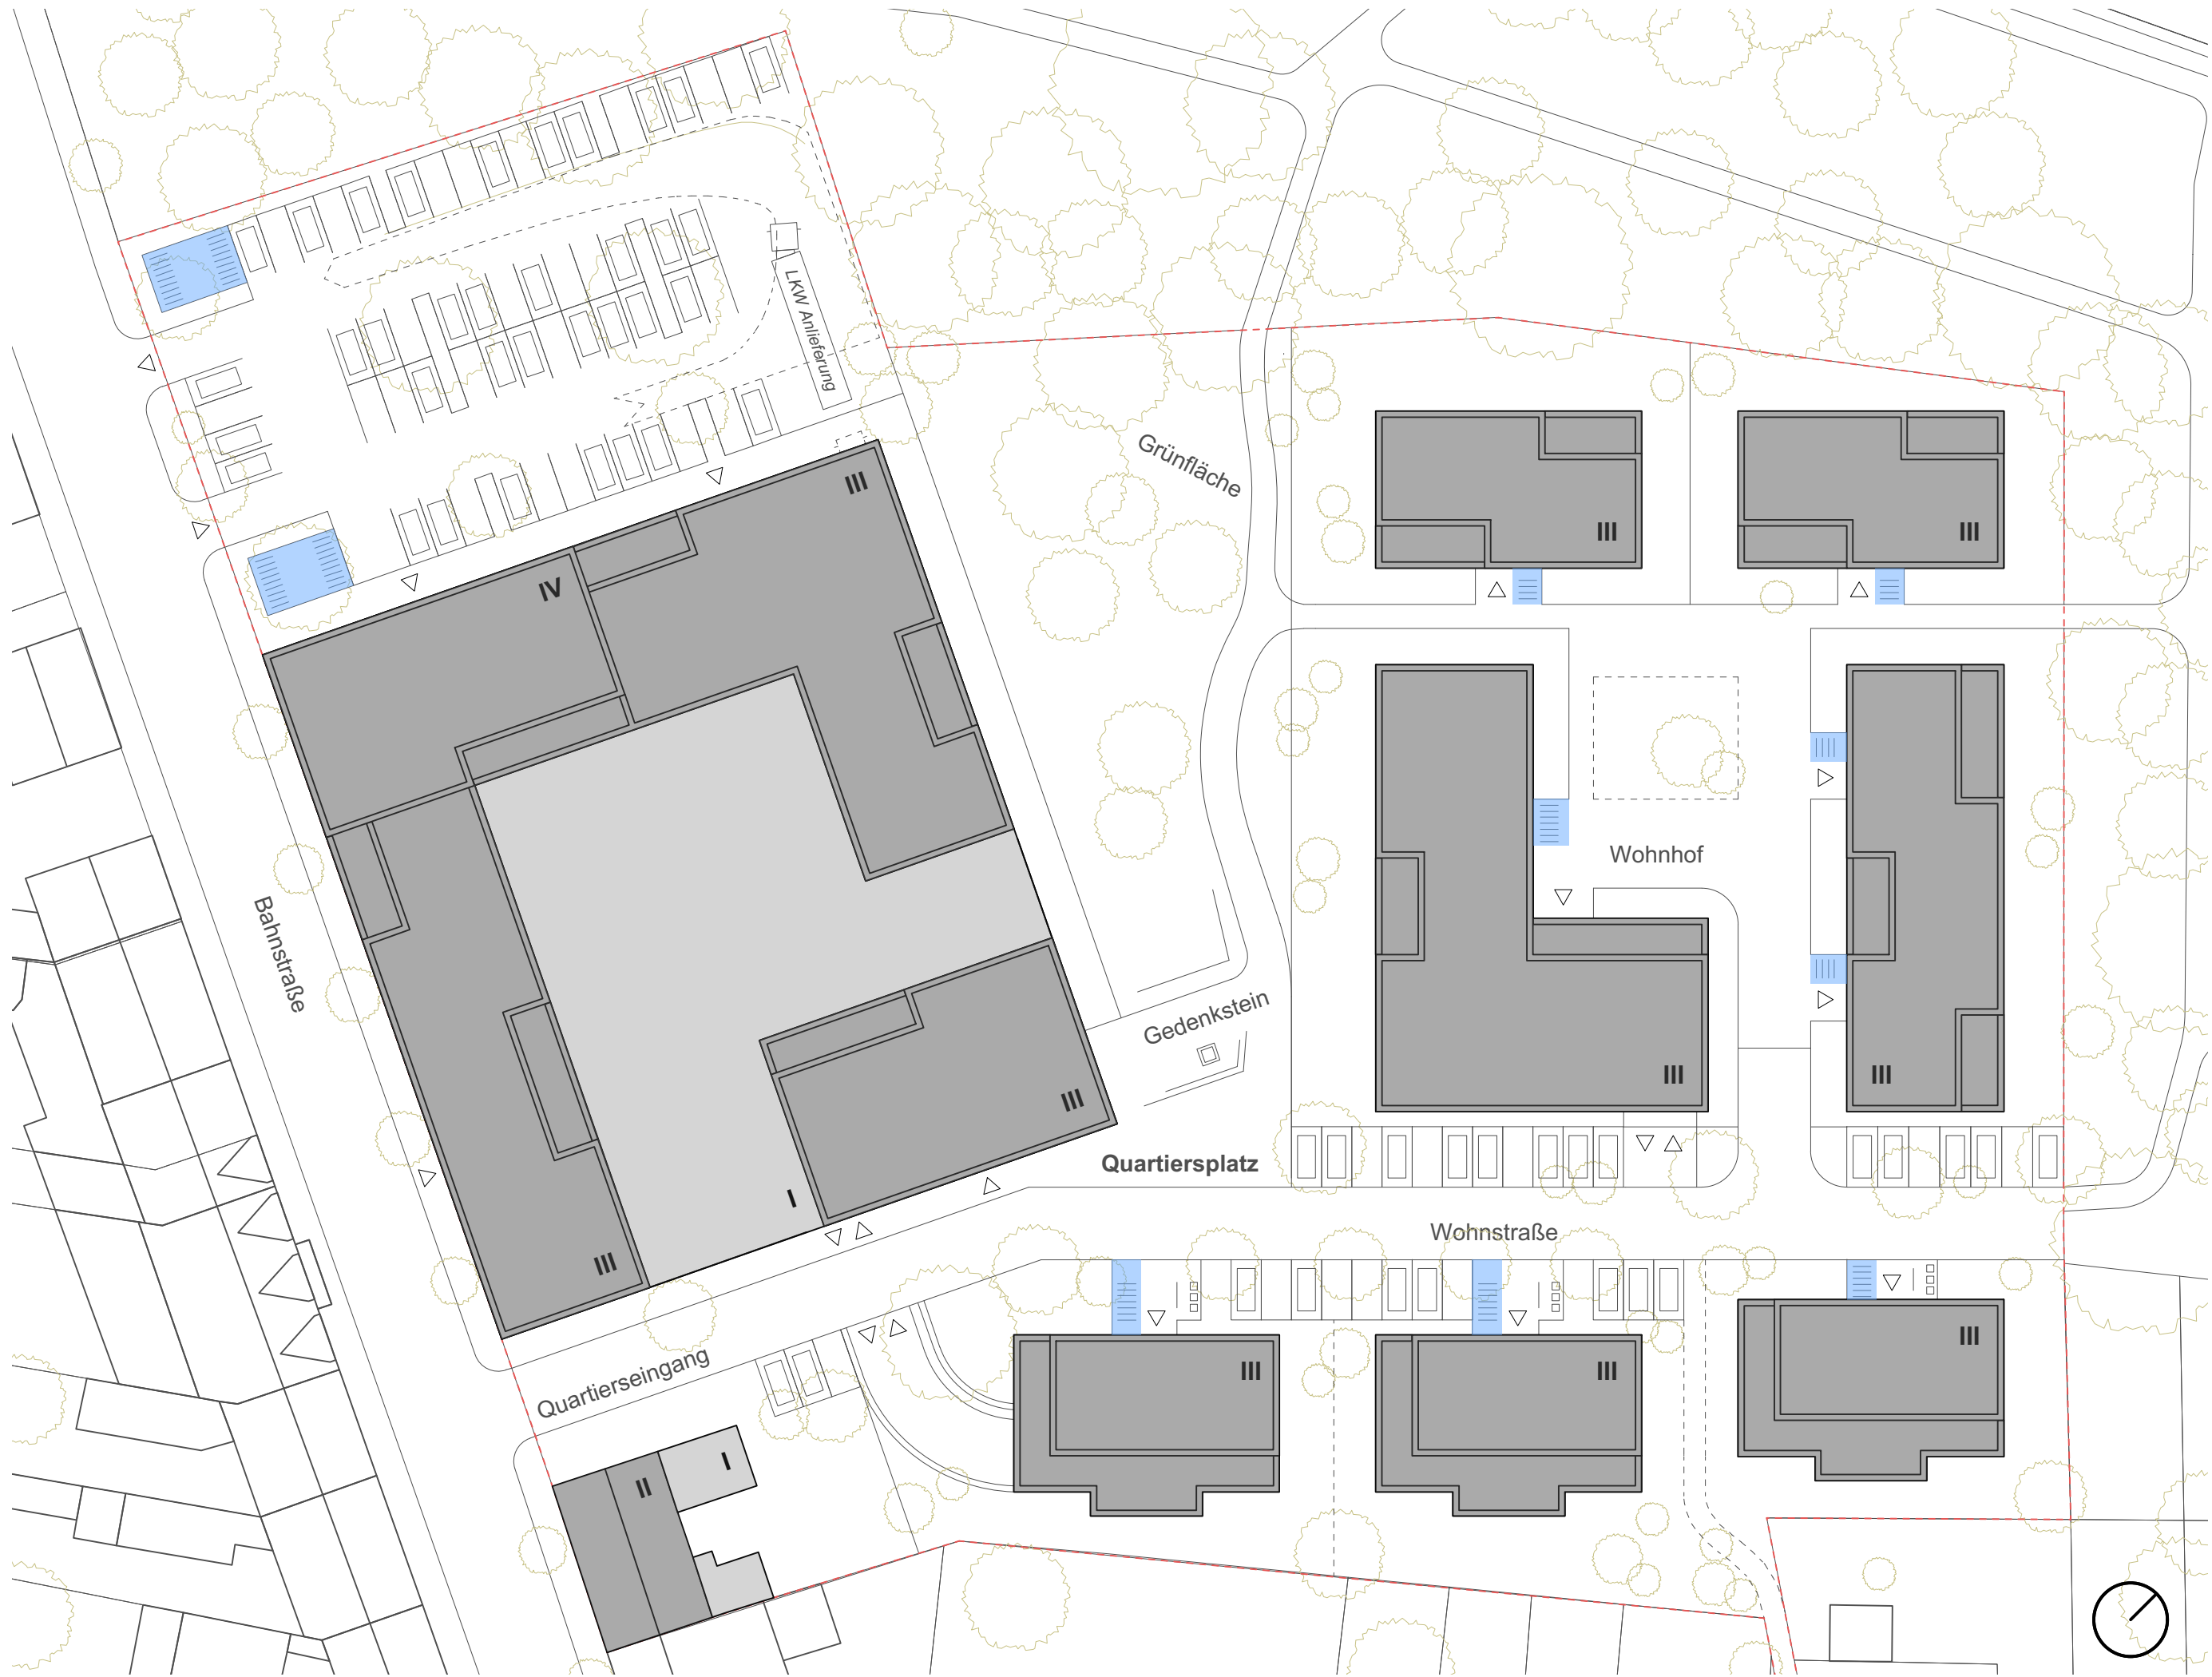 LKW Anlieferung
Grünfläche
III
III
III
IV
Wohnhof
Bahnstraße
Gedenkstein
III
III
III
Quartiersplatz
I
Wohnstraße
III
III
III
III
Quartierseingang
I
II